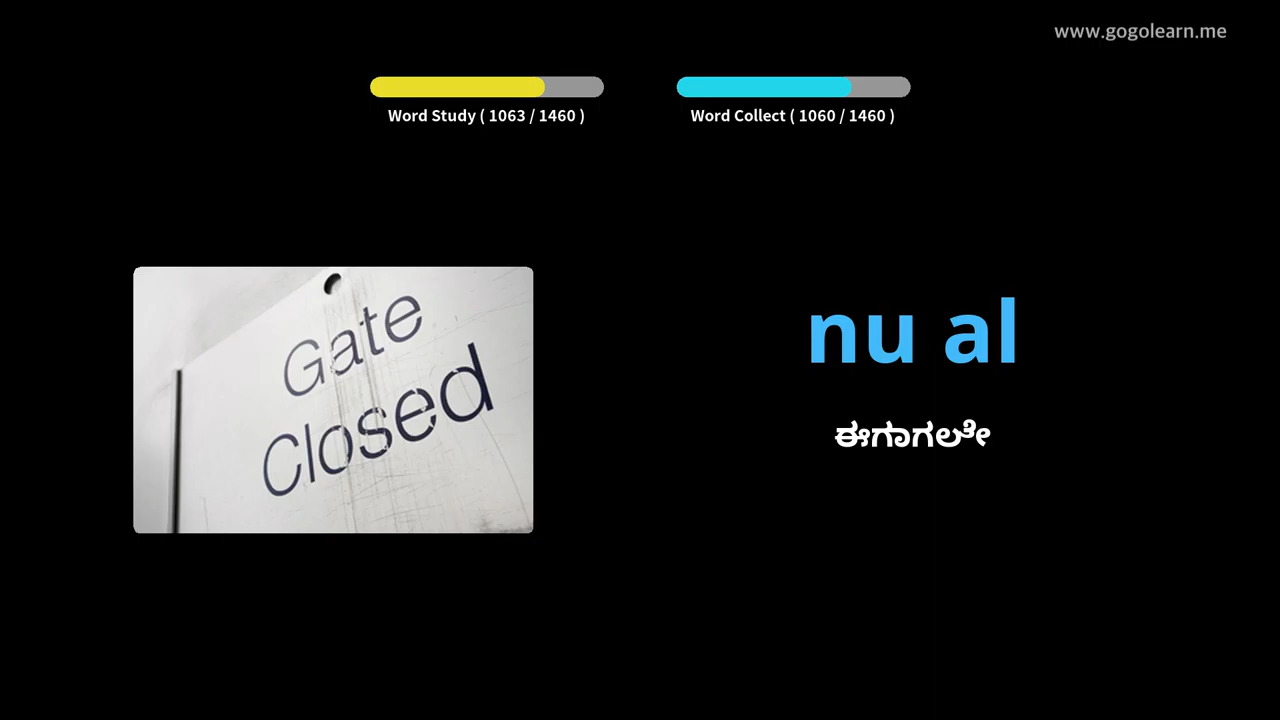 www.gogolearn.me
Word Study ( 1063 / 1460 )
Word Collect ( 1060 / 1460 )
Gate
Closed
nu al
ಈಗಾಗಲೇ